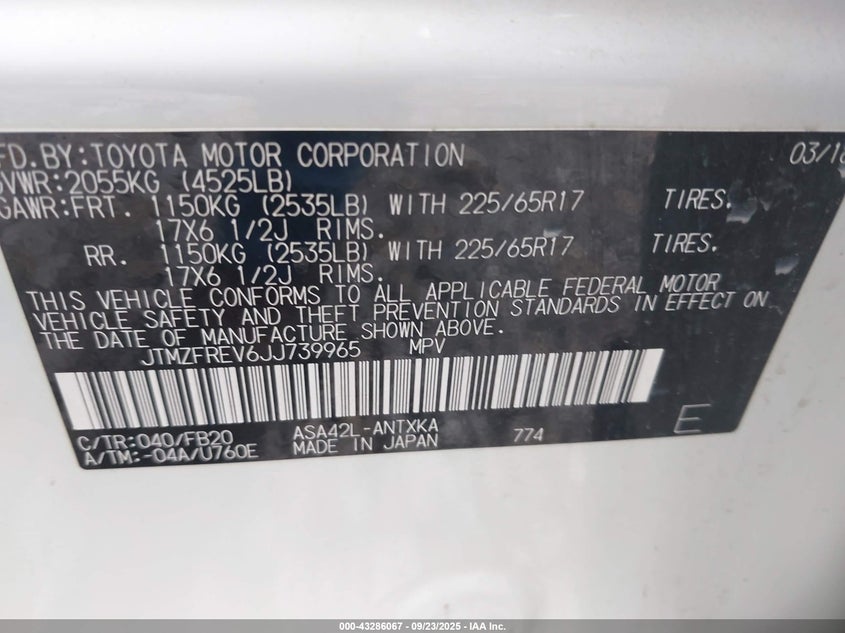 FD.BY:TOYOTA MOTOR CORPORATION 03/18
GVWR:2055KG (4525LB)
GAWR:FRT. 1150KG (2535LB) WITH 225/65R17 TIRES.
17X6 1/2J RIMS.
RR. 1150KG (2535LB) WITH 225/65R17 TIRES.
17X6 1/2J RIMS.
THIS VEHICLE CONFORMS TO ALL APPLICABLE FEDERAL MOTOR
VEHICLE SAFETY AND THEFT PREVENTION STANDARDS IN EFFECT ON
THE DATE OF MANUFACTURE SHOWN ABOVE.
JTMZFREV6JJ739965 MPV
C/TR:040/FB20 ASA42L-ANTXKA
A/TM:-04A/U760E MADE IN JAPAN 774 E
000-43286067 - 09/23/2025 - IAA Inc.